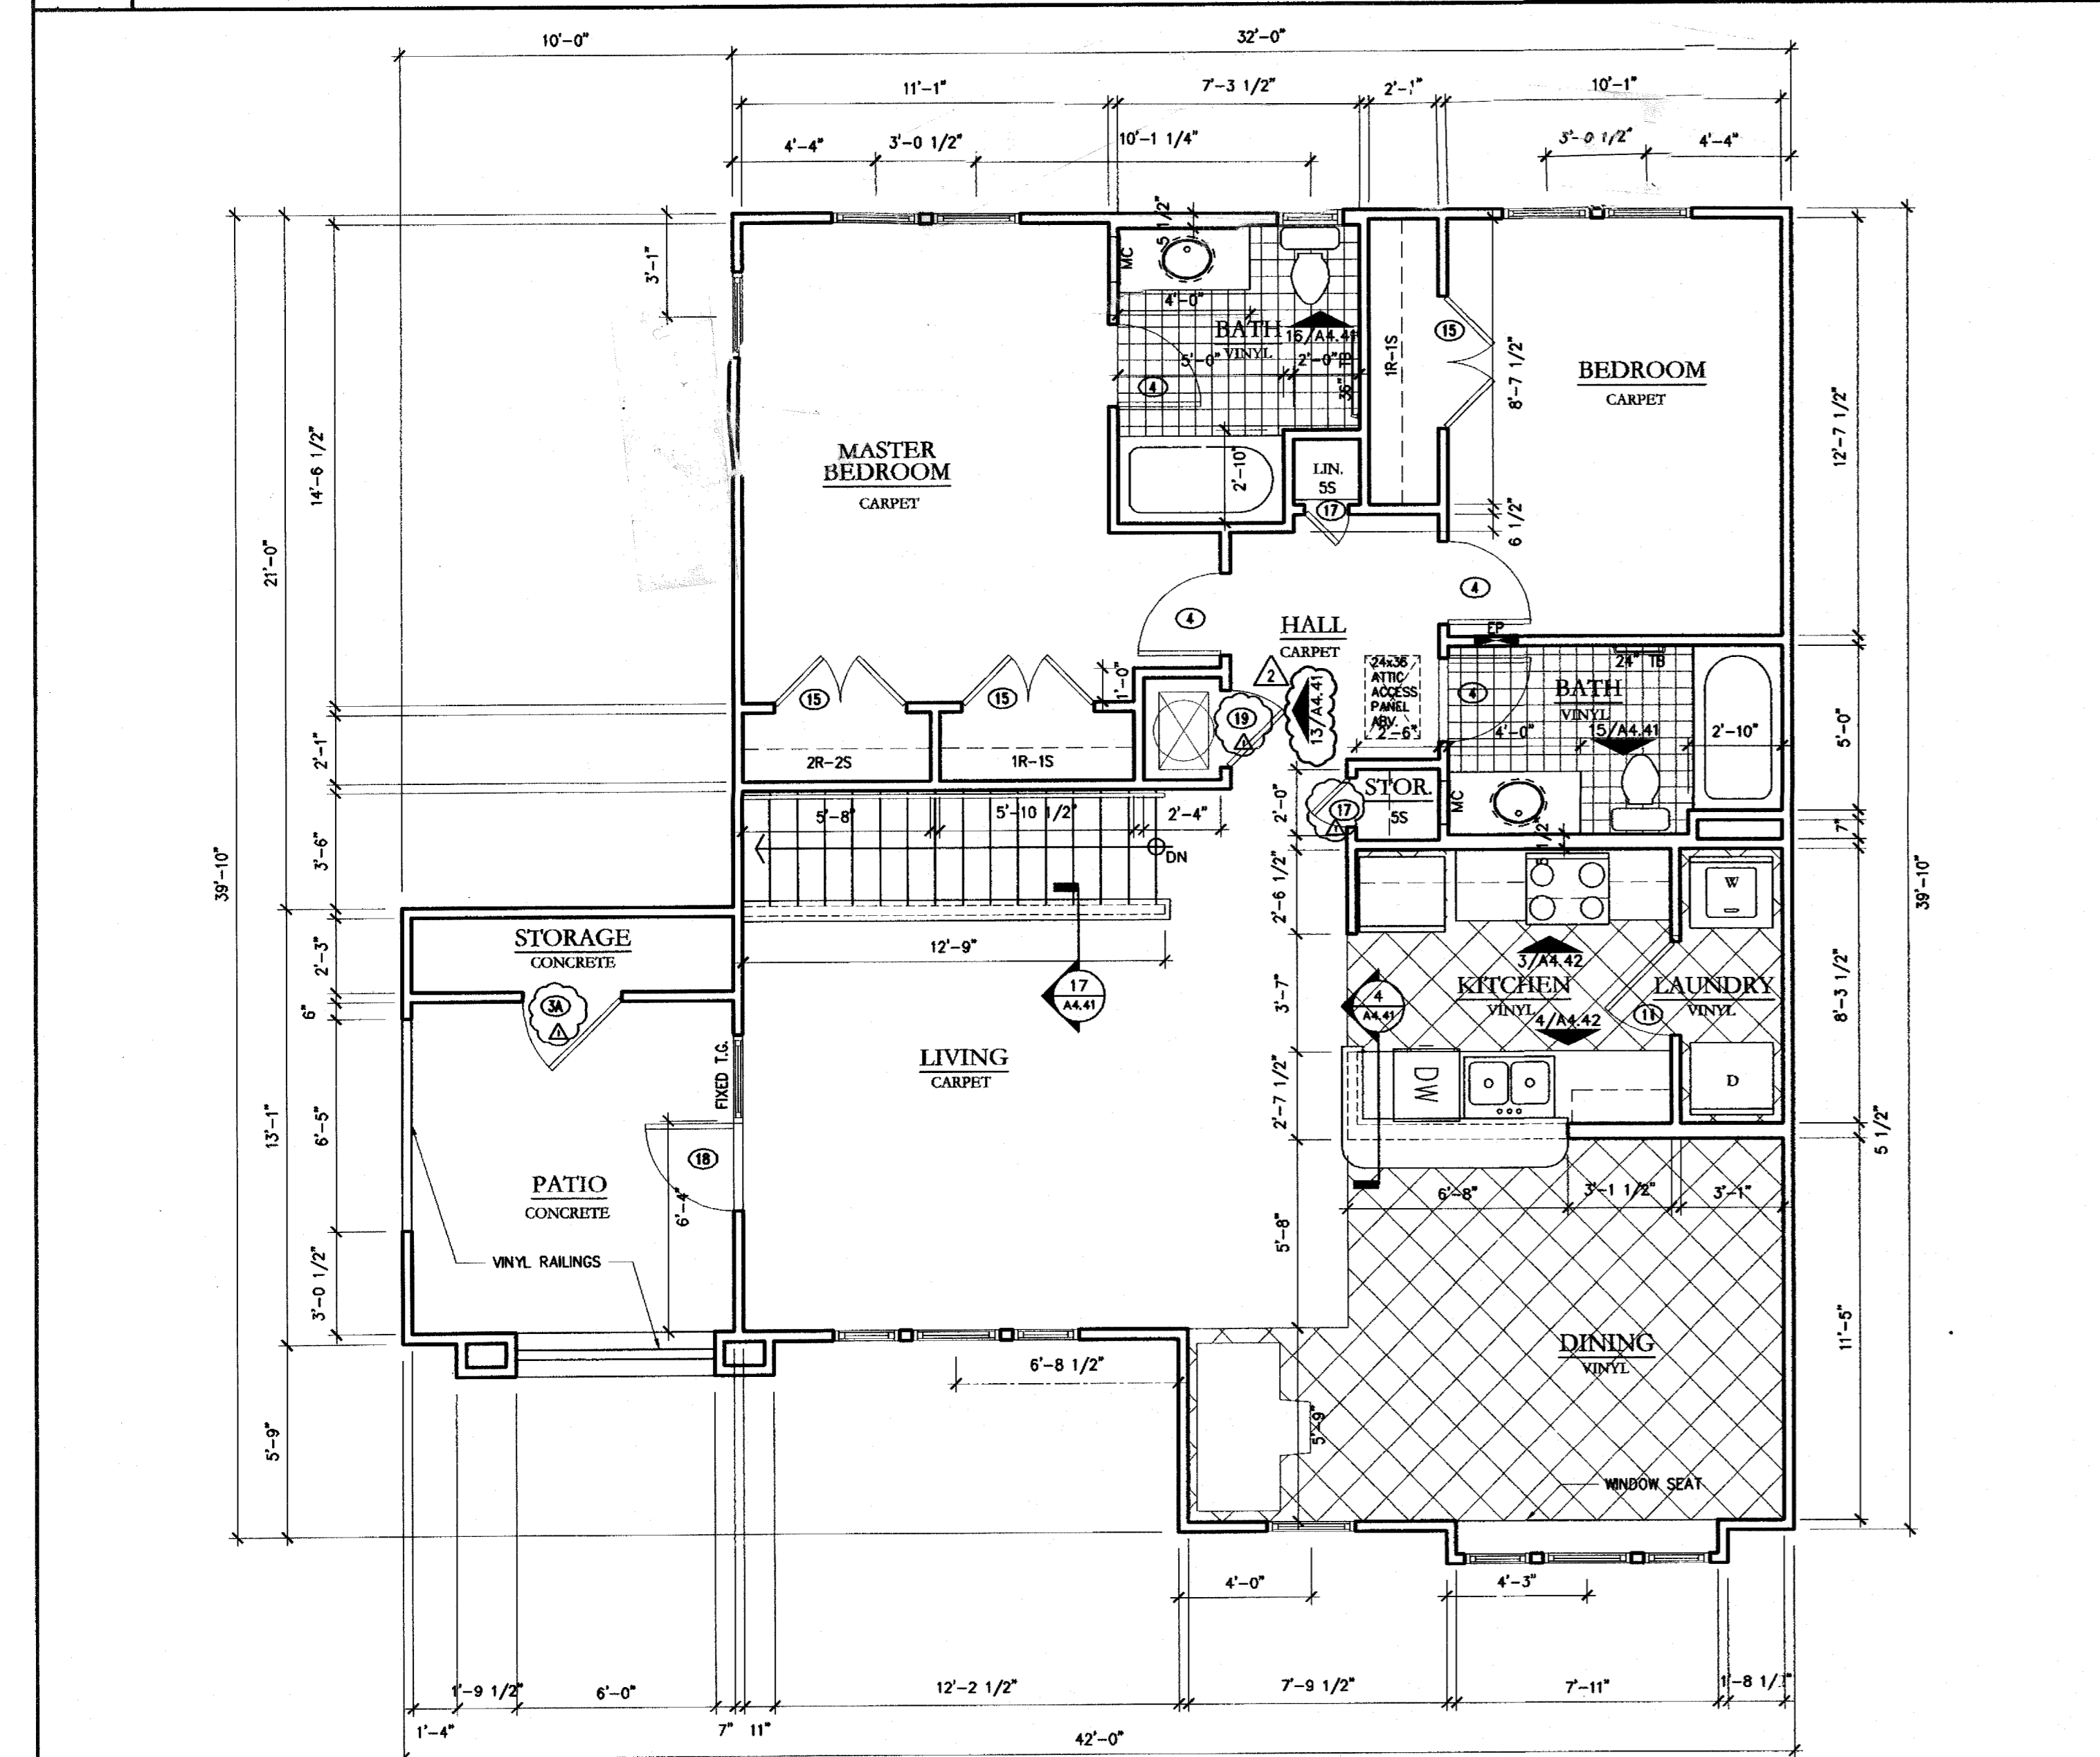 10'-0"
32'-0"
11'-1"
7'-3 1/2"
2'-1"
10'-1"
4'-4"
3'-0 1/2"
10'-1 1/4"
3'-0 1/2"
4'-4"
3'-1"
5 1/2"
MC
4'-0"
BATH
VINYL
16/A4.41
5'-0"
2'-0"
36" TB
4
1R-1S
15
8'-7 1/2"
BEDROOM
CARPET
12'-7 1/2"
14'-6 1/2"
MASTER
BEDROOM
CARPET
2'-10"
LIN.
5S
17
6 1/2"
21'-0"
4
4
HALL
CARPET
EP
2
24x36
ATTIC
ACCESS
PANEL
ABV.
2'-6"
13/A4.41
24" TB
4
BATH
VINYL
4'-0"
15/A4.41
2'-10"
5'-0"
15
15
1'-0"
19
1
2R-2S
1R-1S
2'-1"
STOR.
5S
17
1
MC
2'-0"
7"
5'-8"
5'-10 1/2"
2'-4"
DN
3'-6"
39'-10"
39'-10"
2'-6 1/2"
W
STORAGE
CONCRETE
2'-3"
12'-9"
17
A4.41
3/A4.42
KITCHEN
VINYL
4/A4.42
LAUNDRY
VINYL
11
4
A4.41
3'-7"
8'-3 1/2"
3A
1
6"
FIXED T.G.
LIVING
CARPET
DW
D
2'-7 1/2"
6'-5"
13'-1"
5 1/2"
18
6'-4"
PATIO
CONCRETE
6'-8"
3'-1 1/2"
3'-1"
5'-8"
VINYL RAILINGS
3'-0 1/2"
DINING
VINYL
11'-5"
6'-8 1/2"
5'-9"
5'-9"
WINDOW SEAT
4'-0"
4'-3"
1'-9 1/2"
6'-0"
12'-2 1/2"
7'-9 1/2"
7'-11"
1'-4"
7"
11"
42'-0"